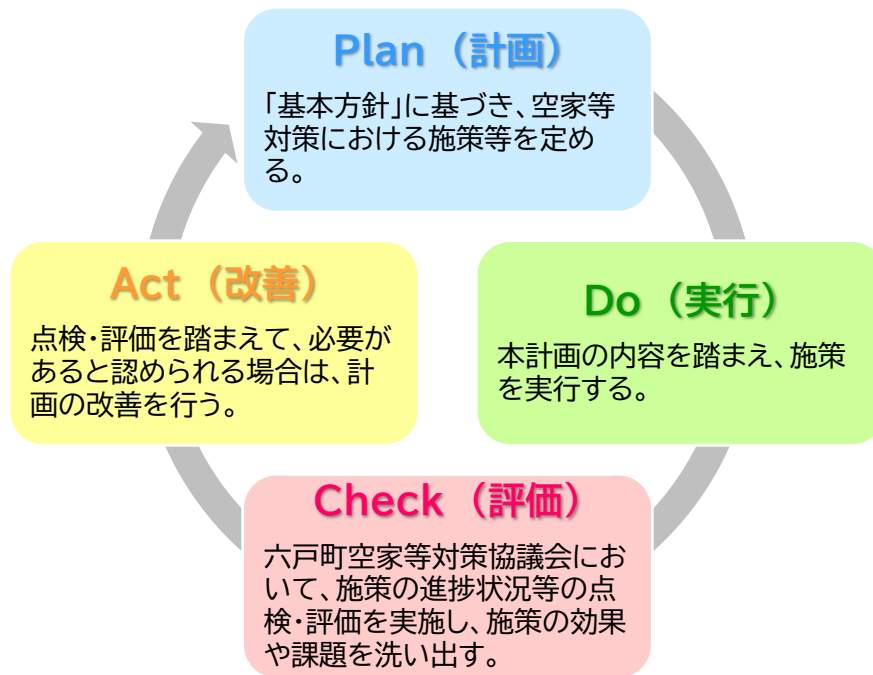 Plan（計画）
「基本方針」に基づき、空家等
対策における施策等を定め
る。
Do（実行）
本計画の内容を踏まえ、施策
を実行する。
Check（評価）
六戸町空家等対策協議会にお
いて、施策の進捗状況等の点
検・評価を実施し、施策の効果
や課題を洗い出す。
Act（改善）
点検・評価を踏まえて、必要が
あると認められる場合は、計
画の改善を行う。